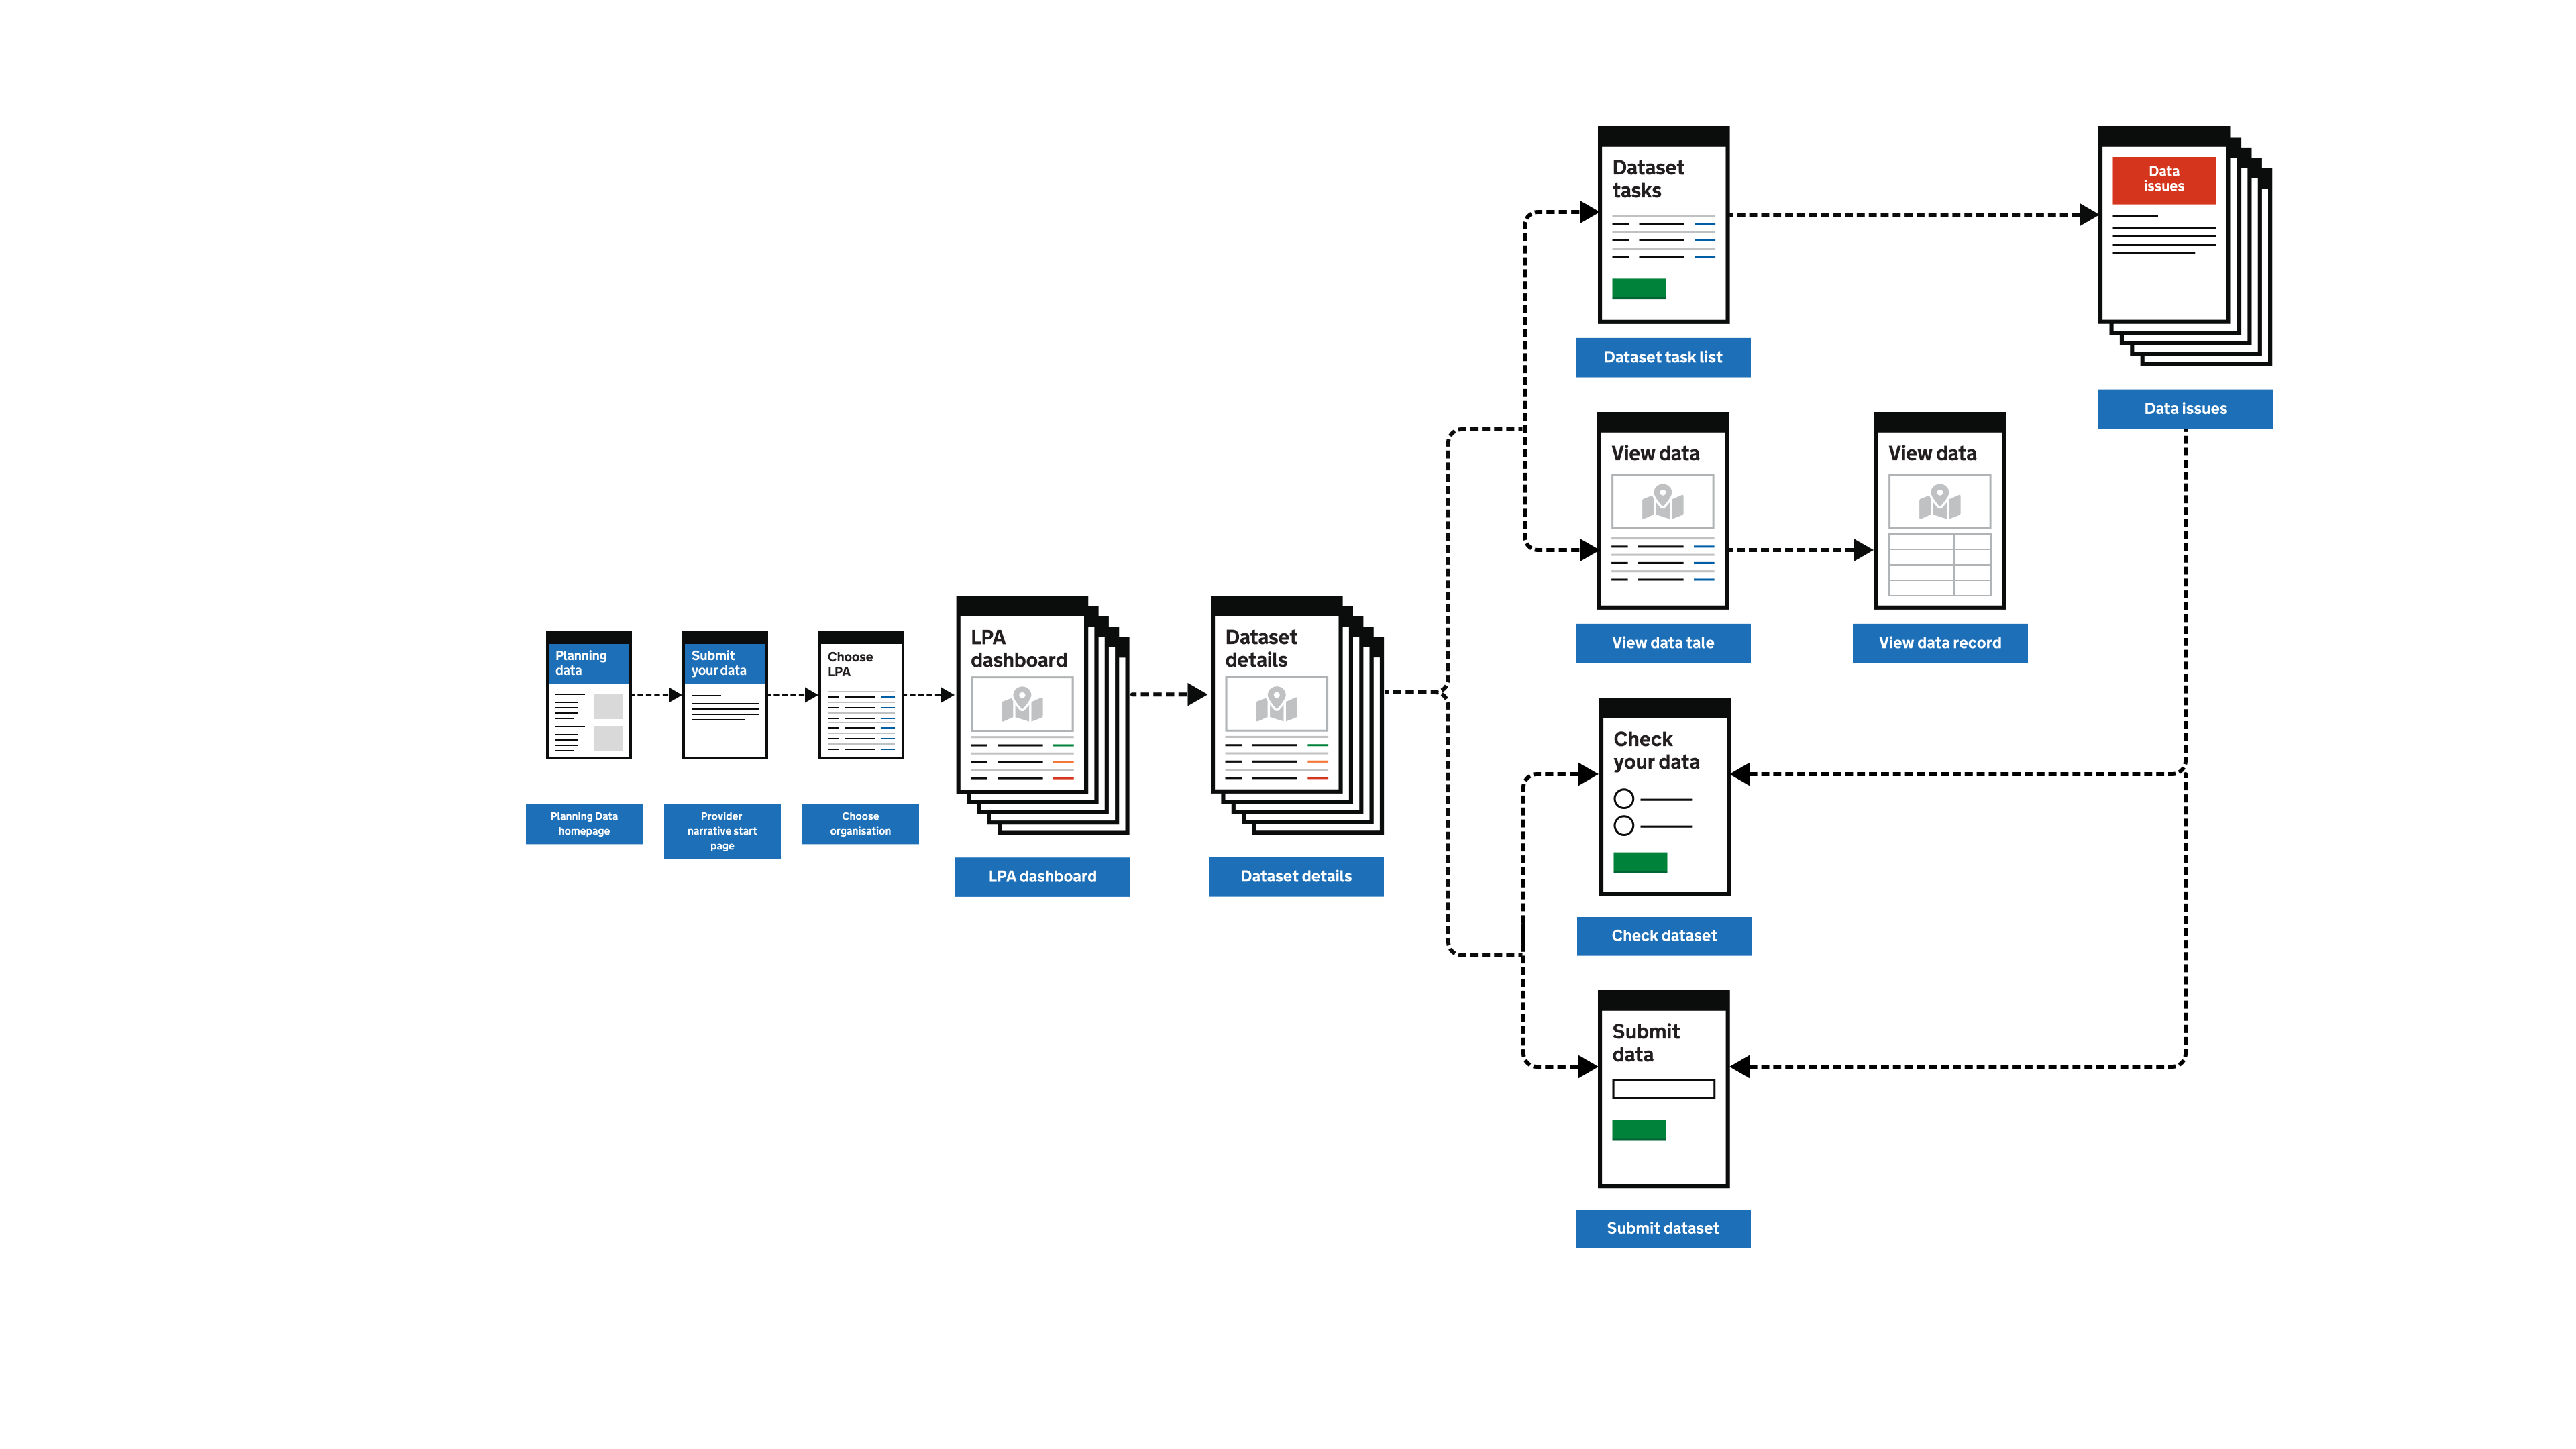 Planning
data
Planning Data
homepage
Submit
your data
Provider
narrative start
page
Choose
LPA
Choose
organisation
LPA
dashboard
LPA dashboard
Dataset
details
Dataset details
Dataset
tasks
Dataset task list
Data
issues
Data issues
View data
View data tale
View data
View data record
Check
your data
Check dataset
Submit
data
Submit dataset